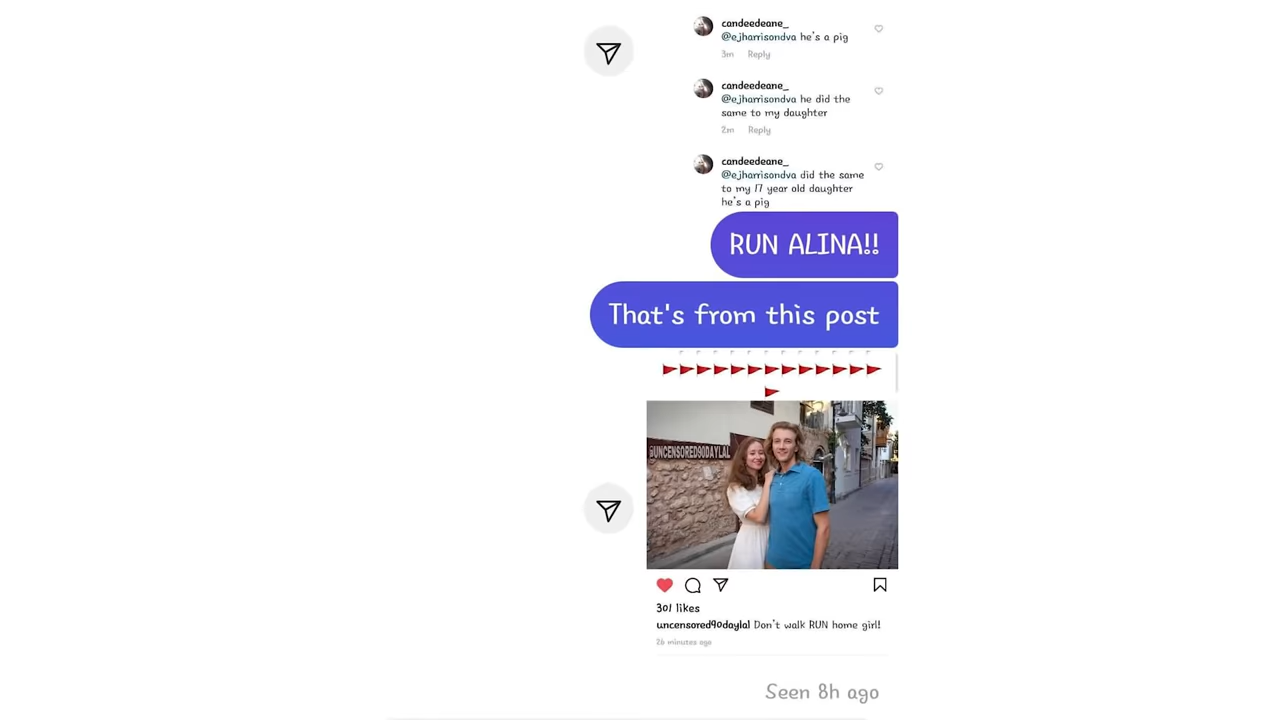 candeedeane_
@ejharrisondva he's a pig
3m Reply
candeedeane_
@ejharrisondva he did the
same to my daughter
2m Reply
candeedeane_
@ejharrisondva did the same
to my 17 year old daughter
he's a pig
RUN ALINA!!
That's from this post
@UNCENSORED90DAYLAL
301 likes
uncensored90daylal Don't walk RUN home girl!
26 minutes ago
Seen 8h ago